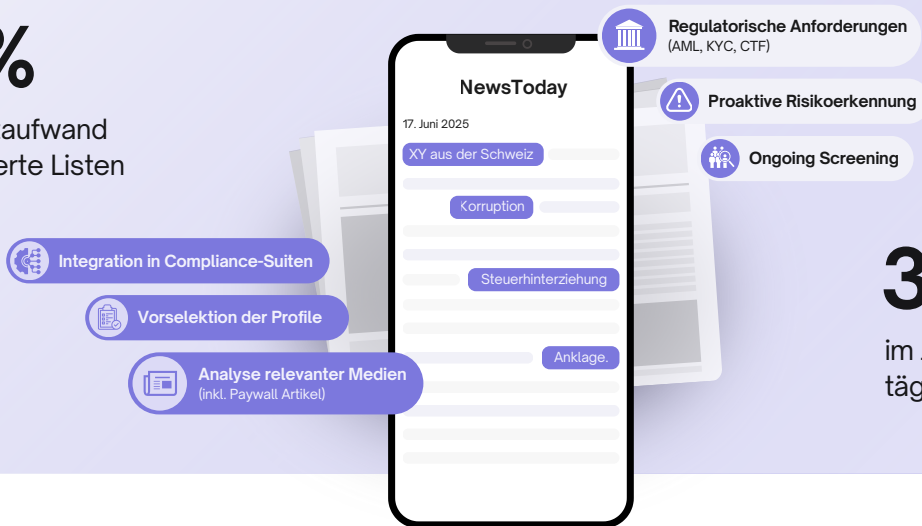 %
aufwand
erte Listen
Integration in Compliance-Suiten
Vorselektion der Profile
Analyse relevanter Medien
(inkl. Paywall Artikel)
NewsToday
17. Juni 2025
XY aus der Schweiz
Korruption
Steuerhinterziehung
Anklage.
Regulatorische Anforderungen
(AML, KYC, CTF)
Proaktive Risikoerkennung
Ongoing Screening
3
im
täg